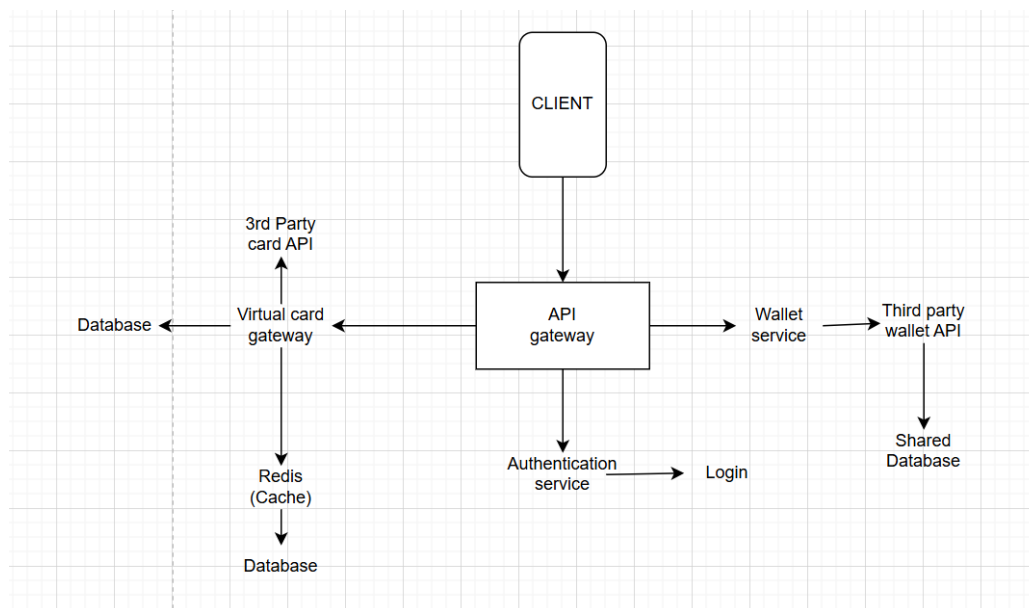 CLIENT
3rd Party
card API
Database
Virtual card
gateway
API
gateway
Wallet
service
Third party
wallet API
Shared
Database
Authentication
service
Login
Redis
(Cache)
Database